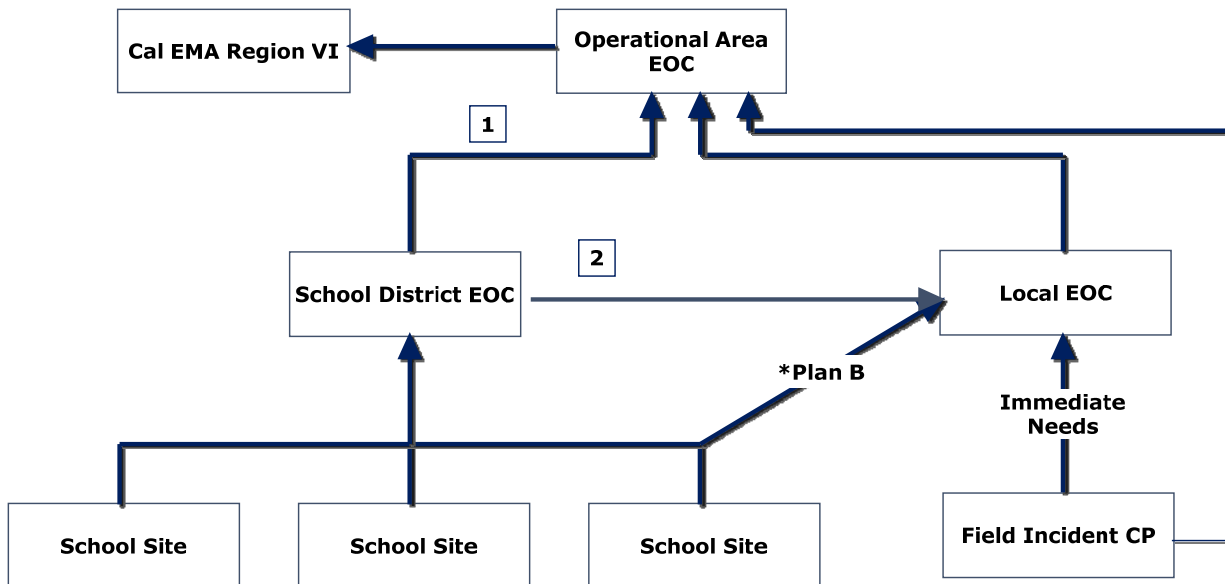 Cal EMA Region VI
Operational Area
EOC
1
2
School District EOC
Local EOC
*Plan B
Immediate
Needs
School Site
School Site
School Site
Field Incident CP